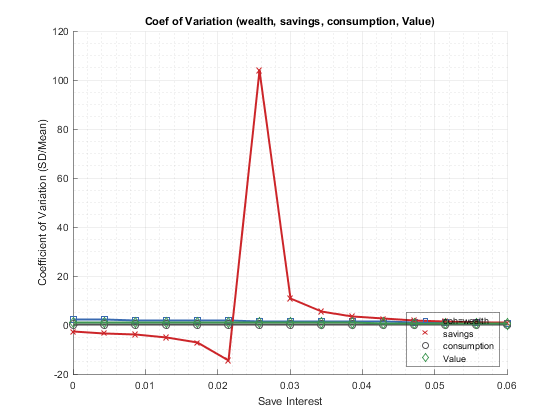 Coef of Variation (wealth, savings, consumption, Value)
120
100
80
60
40
20
0
-20
Coefficient of Variation (SD/Mean)
0
0.01
0.02
0.03
0.04
0.05
0.06
Save Interest
coh=wealth
savings
consumption
Value